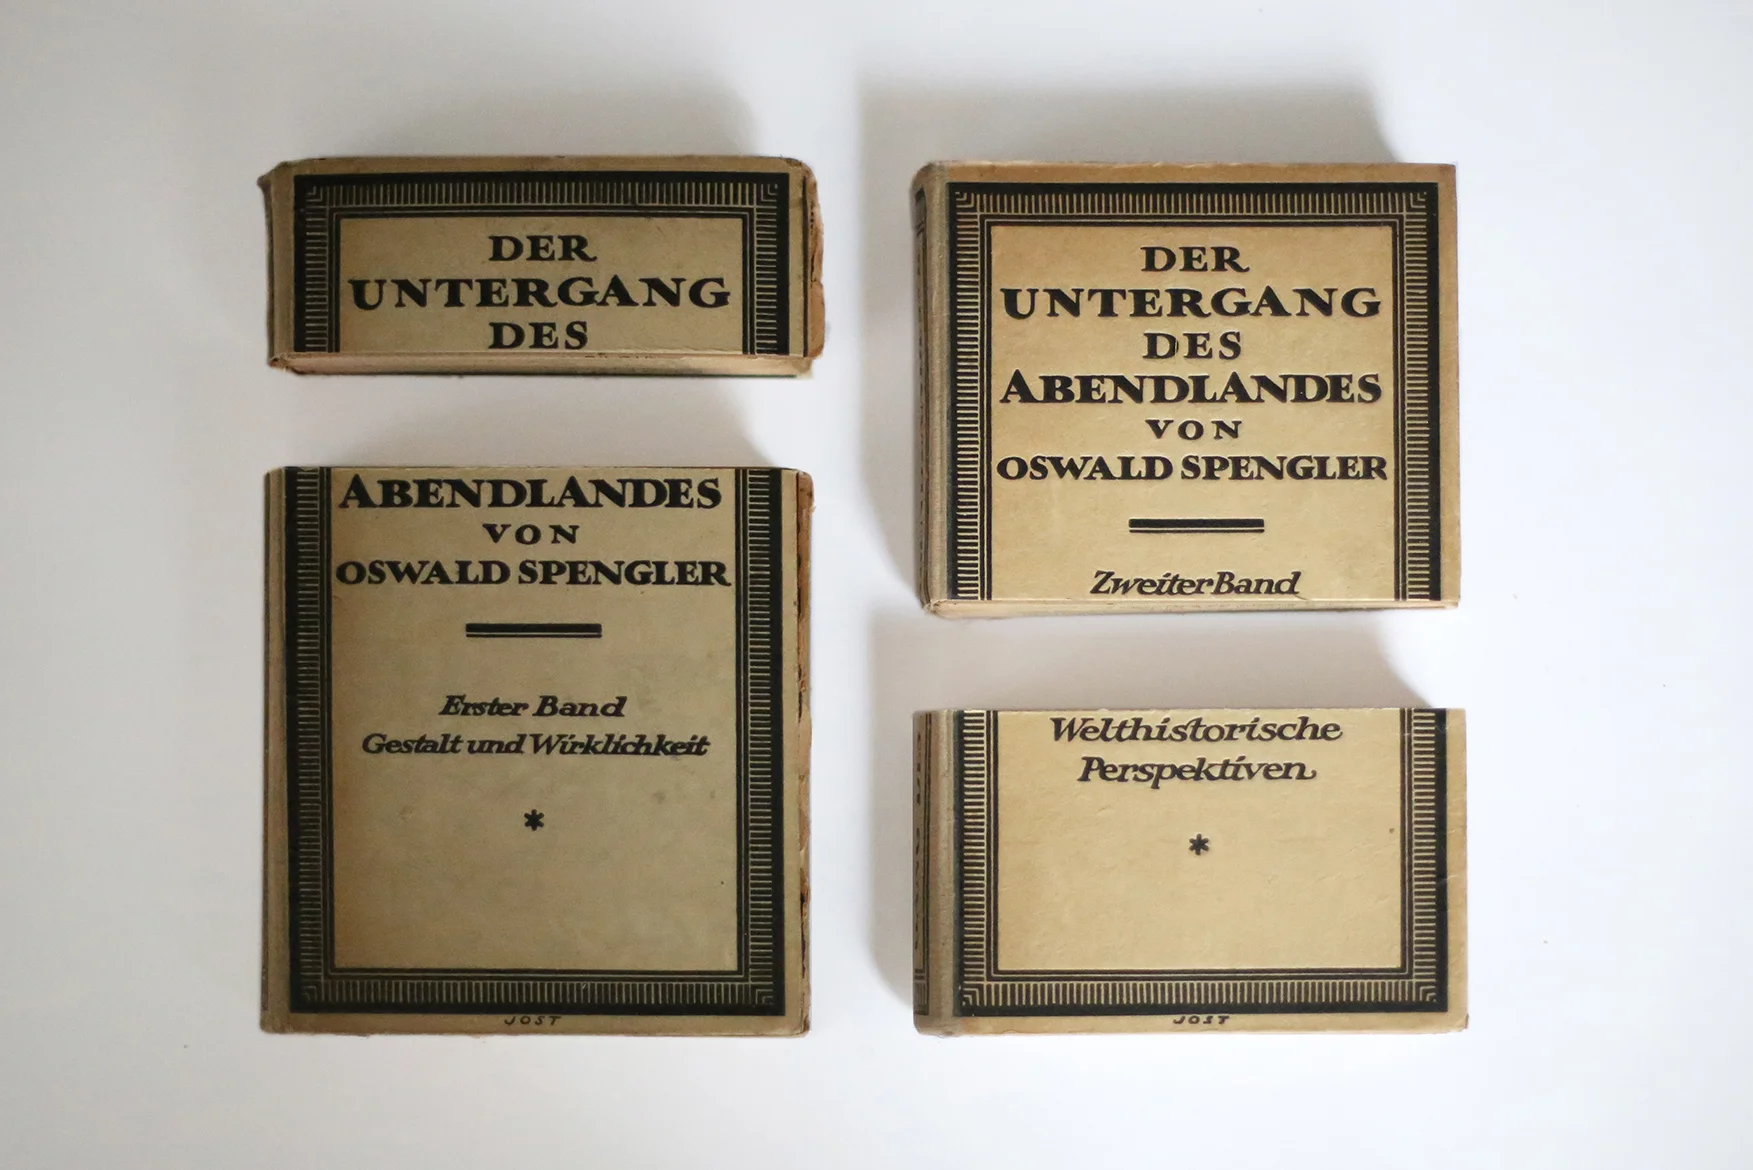 DER
UNTERGANG
DES
ABENDLANDES
VON
OSWALD SPENGLER
Erster Band
Gestalt und Wirklichkeit
*
JOST
DER
UNTERGANG
DES
ABENDLANDES
VON
OSWALD SPENGLER
Zweiter Band
Welthistorische
Perspektiven
*
JOST